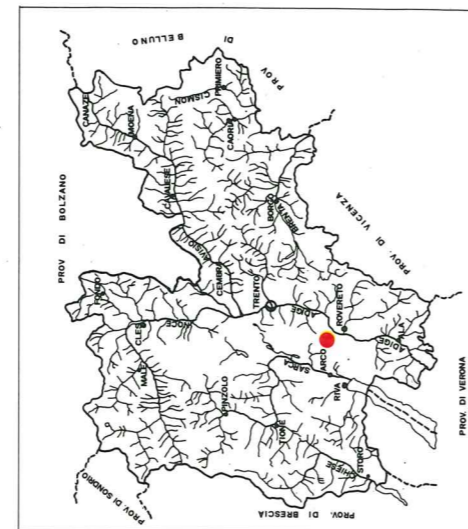 PROV DI BOLZANO
PROV DI BELLUNO
PROV. DI VICENZA
PROV. DI VERONA
PROV. DI BRESCIA
PROV. DI SONDRIO
CANAZEI
MOENA
CAVALESE
PRIMIERO
CISMON
CAORIA
AVISIO
CEMBRA
BORGO
BRENTA
TRENTO
ADIGE
CLES
NOCE
MALE'
PINZOLO
TIONE
SARCA
ARCO
RIVA
ROVERETO
ALA
ADIGE
STORO
CHIESE